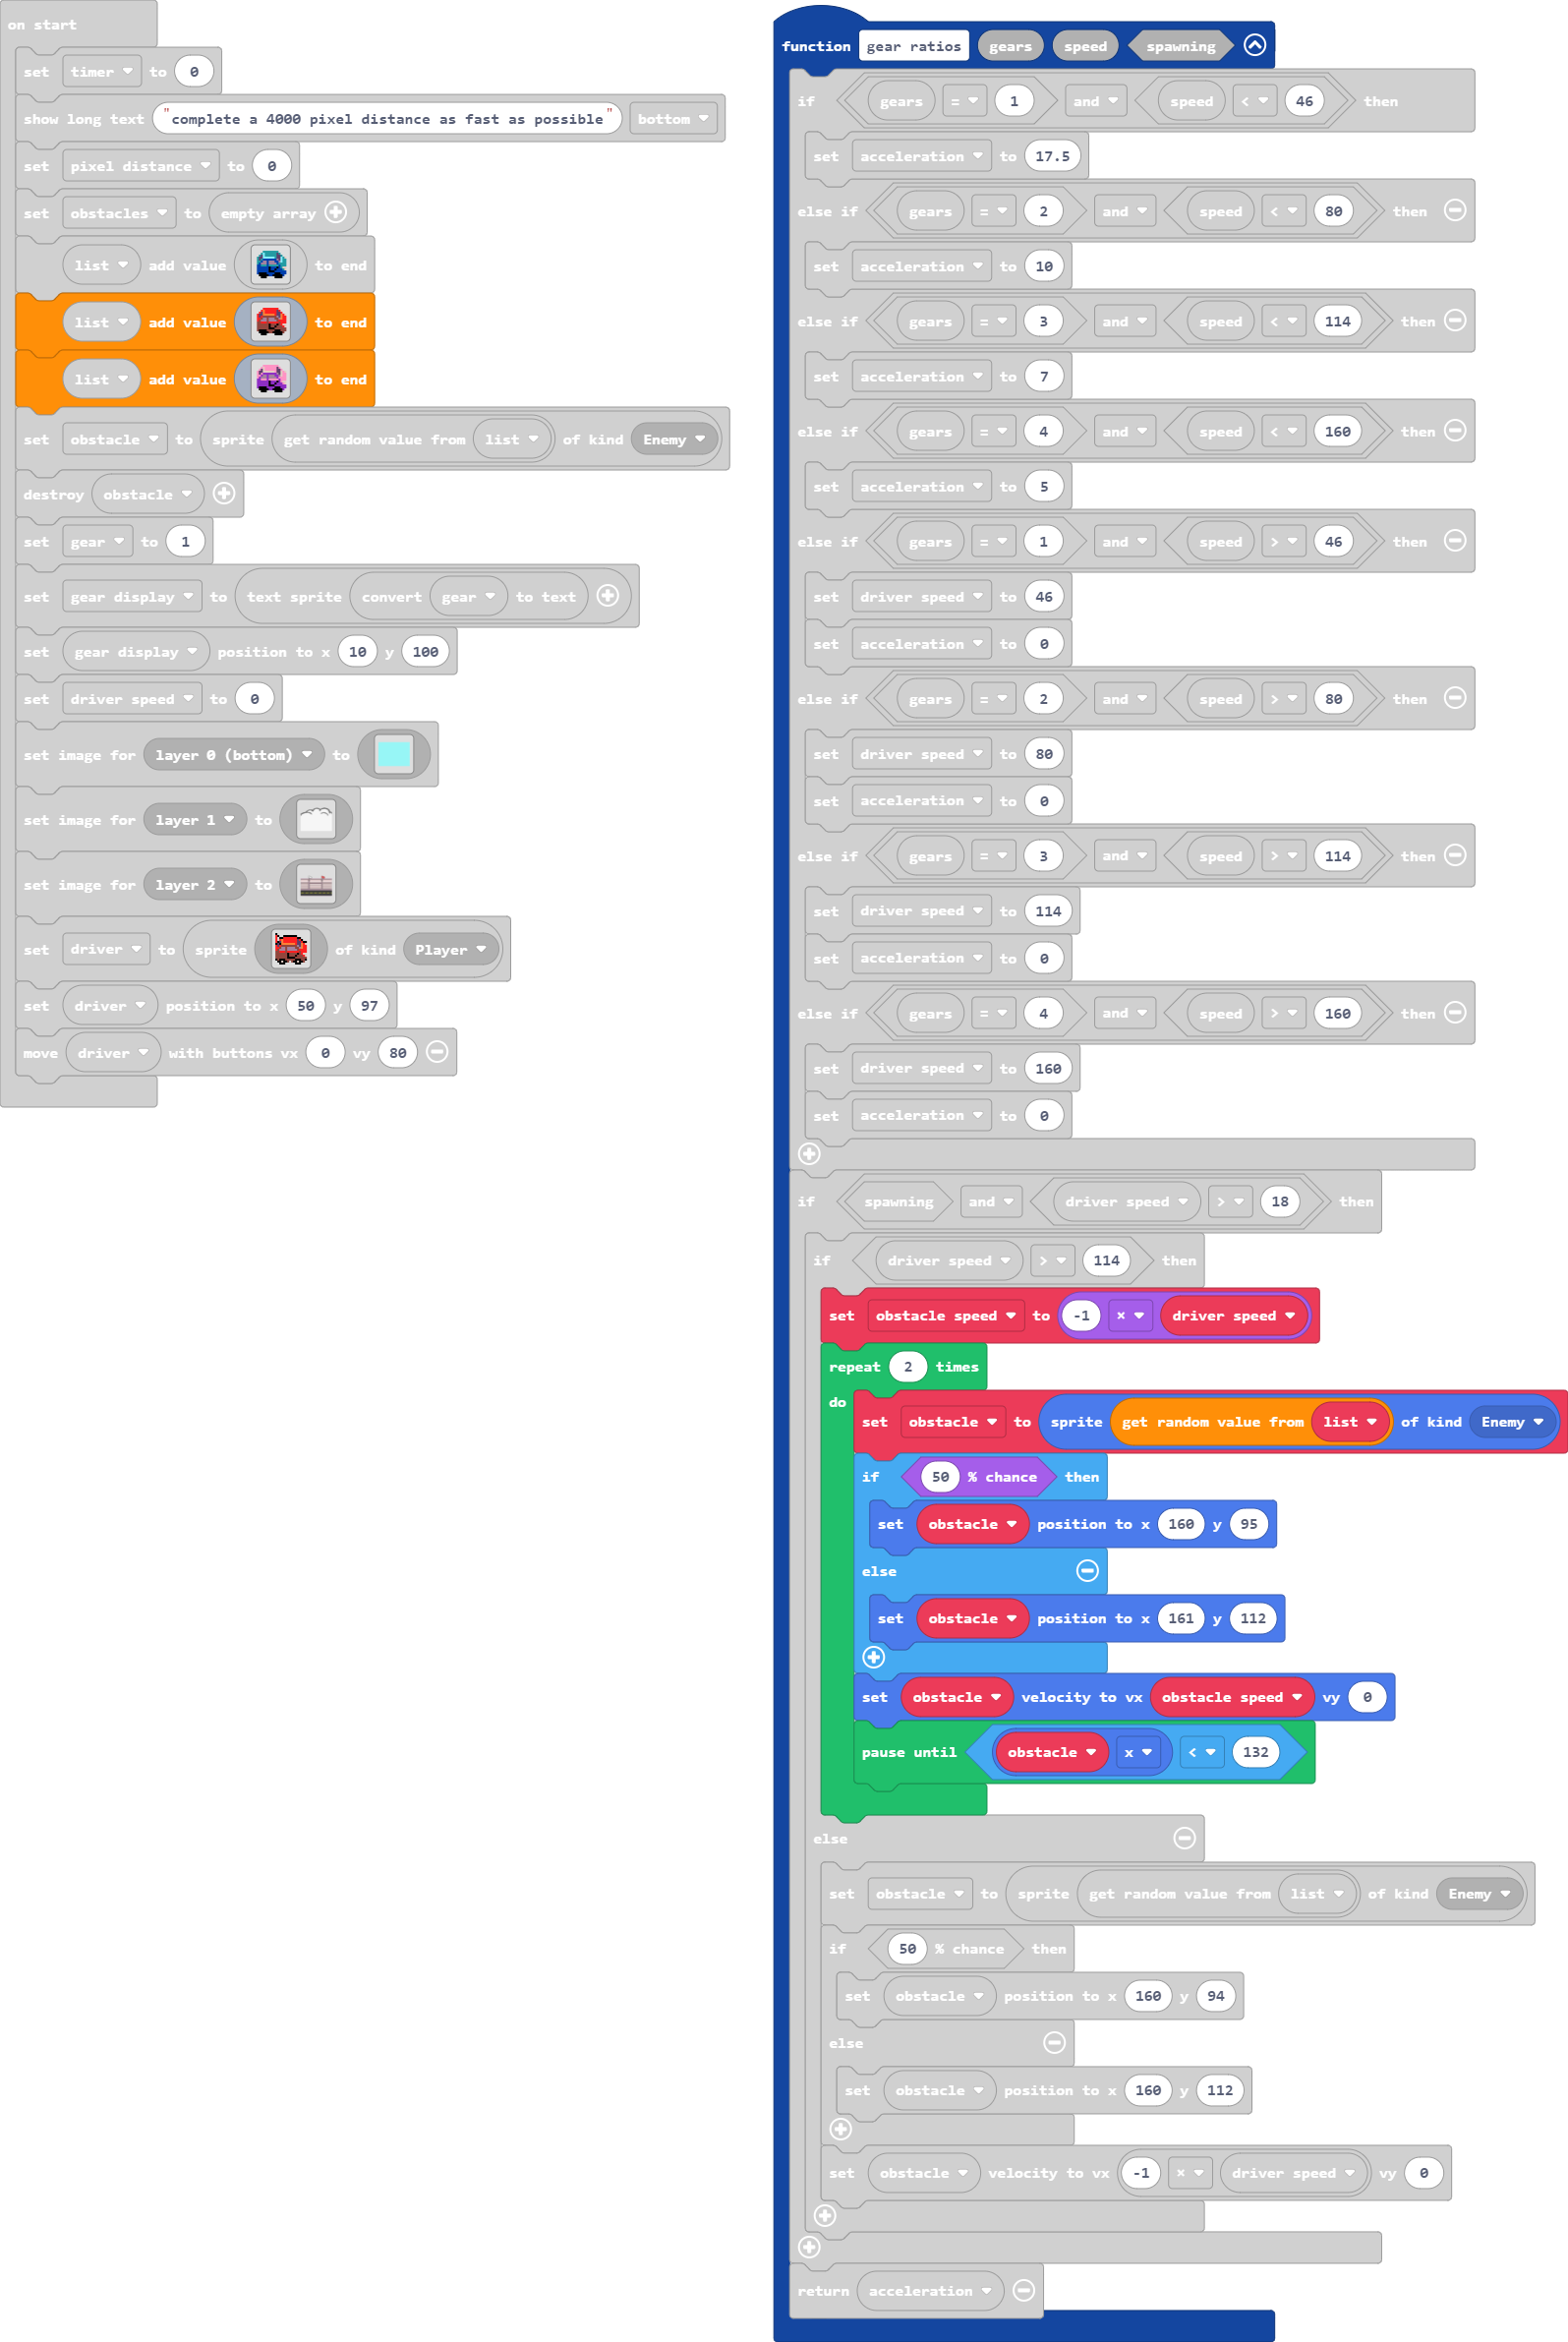 on start
set timer to 0
show long text "complete a 4000 pixel distance as fast as possible" bottom
set pixel distance to 0
set obstacles to empty array
list add value to end
list add value to end
list add value to end
set obstacle to sprite get random value from list of kind Enemy
destroy obstacle
set gear to 1
set gear display to text sprite convert gear to text
set gear display position to x 10 y 100
set driver speed to 0
set image for layer 0 (bottom) to
set image for layer 1 to
set image for layer 2 to
set driver to sprite of kind Player
set driver position to x 50 y 97
move driver with buttons vx 0 vy 80
function gear ratios gears speed spawning
if gears = 1 and speed < 46 then
set acceleration to 17.5
else if gears = 2 and speed < 80 then
set acceleration to 10
else if gears = 3 and speed < 114 then
set acceleration to 7
else if gears = 4 and speed < 160 then
set acceleration to 5
else if gears = 1 and speed > 46 then
set driver speed to 46
set acceleration to 0
else if gears = 2 and speed > 80 then
set driver speed to 80
set acceleration to 0
else if gears = 3 and speed > 114 then
set driver speed to 114
set acceleration to 0
else if gears = 4 and speed > 160 then
set driver speed to 160
set acceleration to 0
if spawning and driver speed > 18 then
if driver speed > 114 then
set obstacle speed to -1 × driver speed
repeat 2 times
do
set obstacle to sprite get random value from list of kind Enemy
if 50 % chance then
set obstacle position to x 160 y 95
else
set obstacle position to x 161 y 112
set obstacle velocity to vx obstacle speed vy 0
pause until obstacle x < 132
else
set obstacle to sprite get random value from list of kind Enemy
if 50 % chance then
set obstacle position to x 160 y 94
else
set obstacle position to x 160 y 112
set obstacle velocity to vx -1 × driver speed vy 0
return acceleration